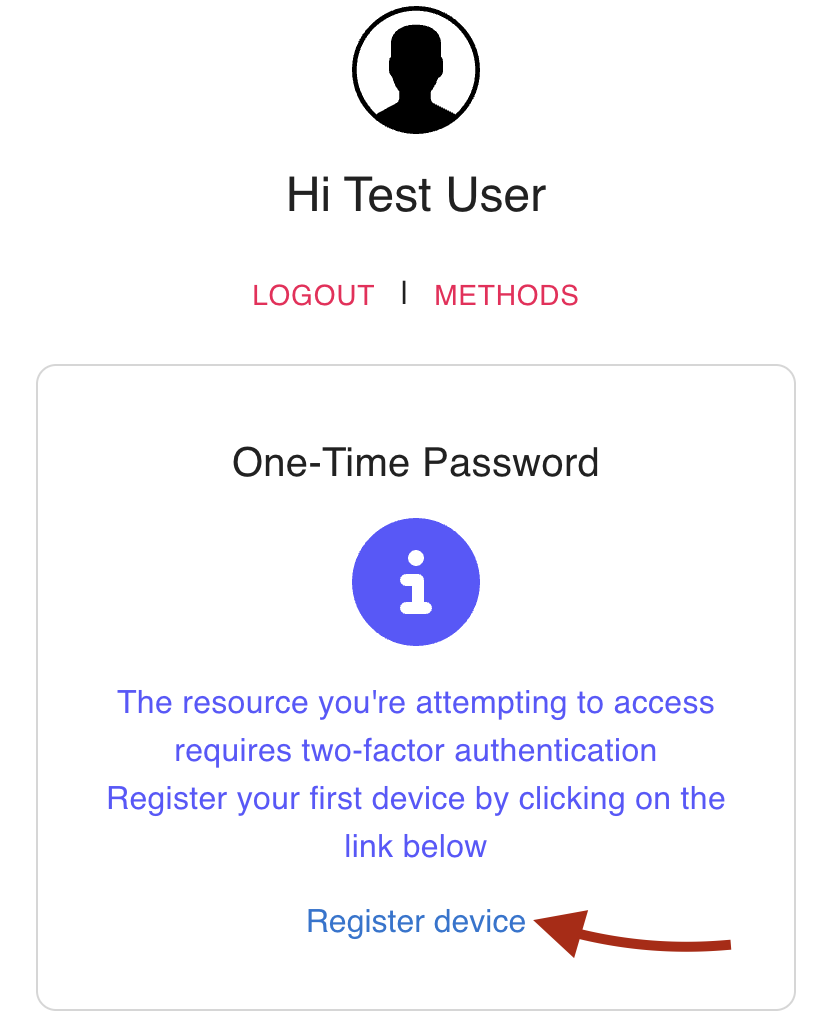 Hi Test User
LOGOUT | METHODS
One-Time Password
The resource you're attempting to access
requires two-factor authentication
Register your first device by clicking on the
link below
Register device